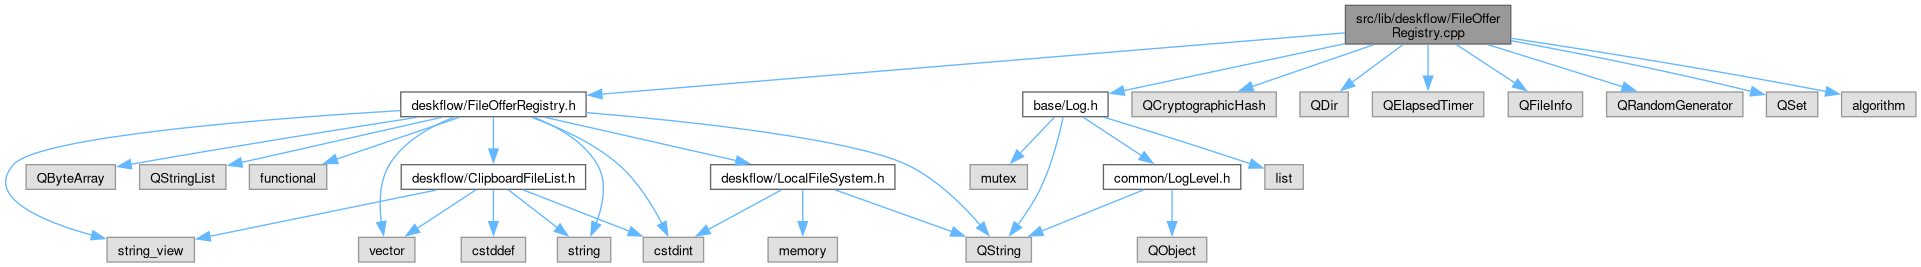 src/lib/deskflow/FileOffer
Registry.cpp
deskflow/FileOfferRegistry.h
base/Log.h
QCryptographicHash
QDir
QElapsedTimer
QFileInfo
QRandomGenerator
QSet
algorithm
QByteArray
QStringList
functional
deskflow/ClipboardFileList.h
deskflow/LocalFileSystem.h
mutex
common/LogLevel.h
list
string_view
vector
cstddef
string
cstdint
memory
QString
QObject